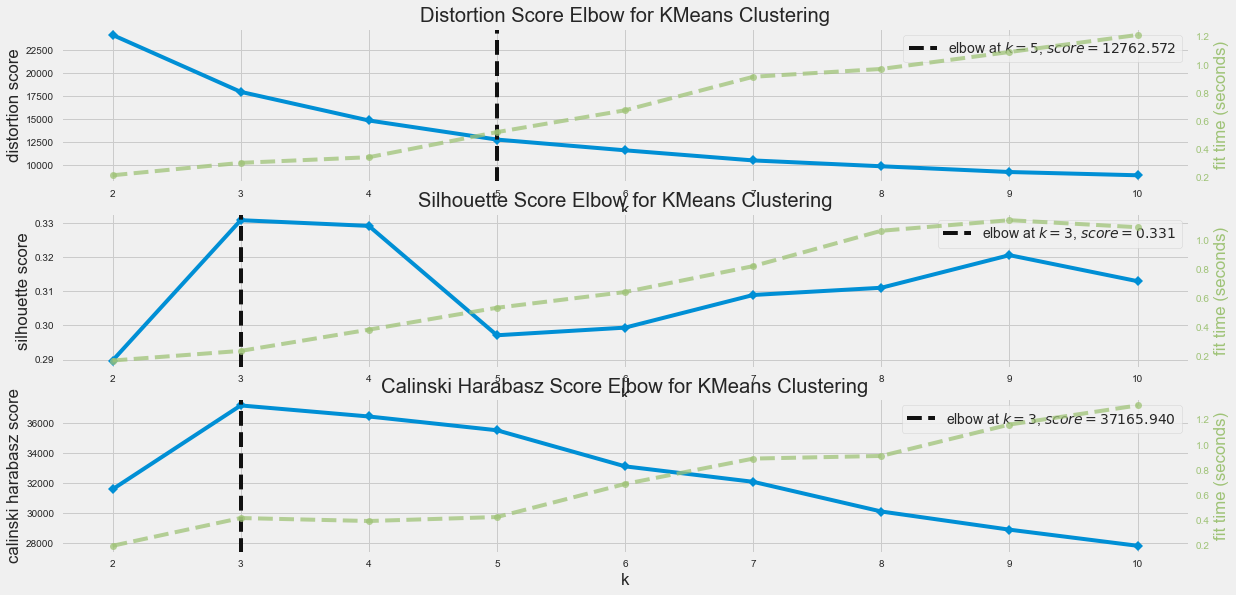 Distortion Score Elbow for KMeans Clustering
distortion score
22500
20000
17500
15000
12500
10000
elbow at k = 5, score = 12762.572
1.2
1.0
0.8
0.6
0.4
0.2
fit time (seconds)
2 3 4 5 6 7 8 9 10
k
Silhouette Score Elbow for KMeans Clustering
silhouette score
0.33
0.32
0.31
0.30
0.29
elbow at k = 3, score = 0.331
1.0
0.8
0.6
0.4
0.2
fit time (seconds)
2 3 4 5 6 7 8 9 10
k
Calinski Harabasz Score Elbow for KMeans Clustering
calinski harabasz score
36000
34000
32000
30000
28000
elbow at k = 3, score = 37165.940
1.2
1.0
0.8
0.6
0.4
0.2
fit time (seconds)
2 3 4 5 6 7 8 9 10
k